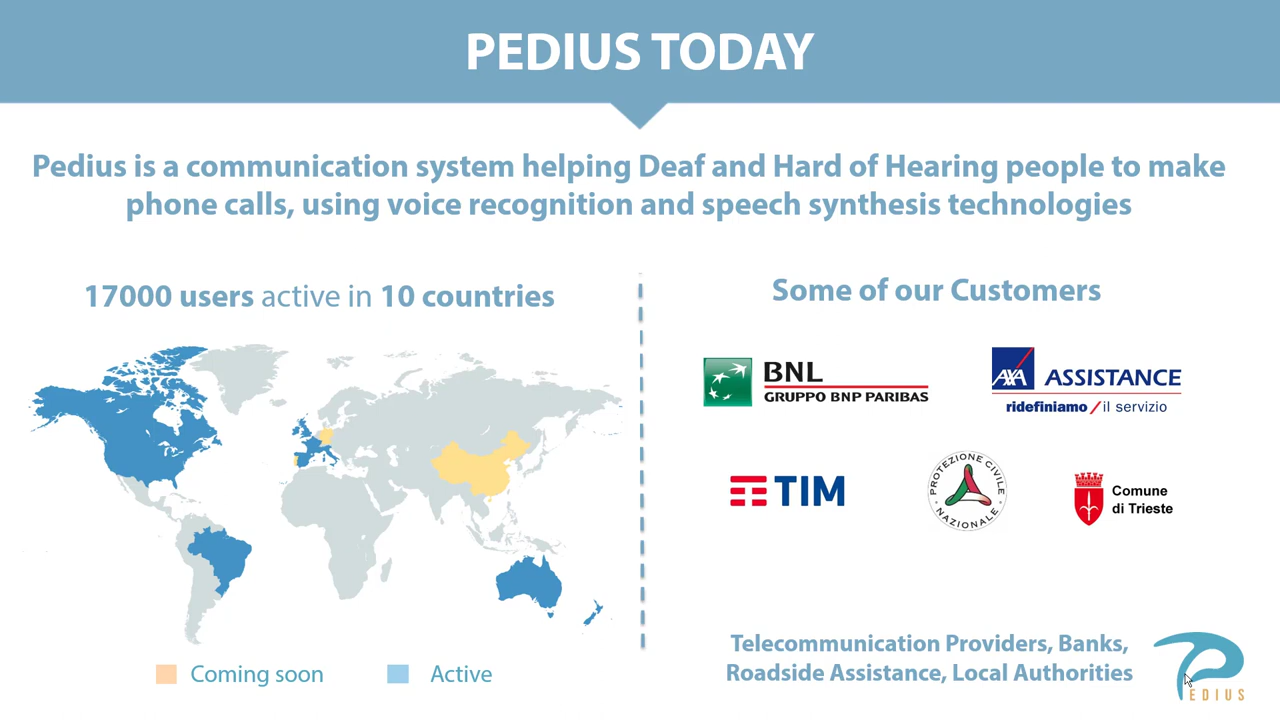 PEDIUS TODAY
Pedius is a communication system helping Deaf and Hard of Hearing people to make
phone calls, using voice recognition and speech synthesis technologies
17000 users active in 10 countries
Some of our Customers
BNL
GRUPPO BNP PARIBAS
AXA ASSISTANCE
ridefiniamo / il servizio
TIM
PROTEZIONE CIVILE
NAZIONALE
Comune
di Trieste
Telecommunication Providers, Banks,
Roadside Assistance, Local Authorities
Coming soon
Active
PEDIUS